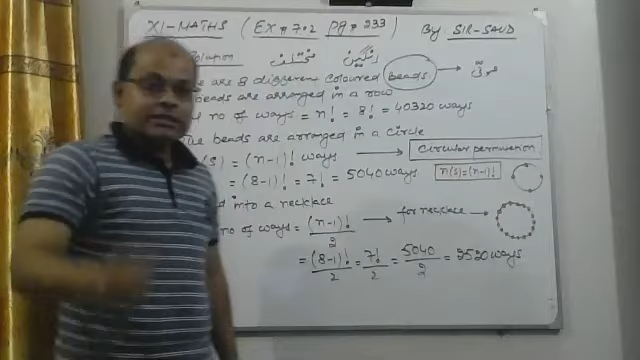 XI-MATHS (EX # 7.2 Pg # 233) By: SIR-SAUD
Solution مختلف رنگین
are 8 different coloured beads → موتی
beads are arranged in a row
no of ways = n! = 8! = 40320 ways
beads are arranged in a circle
(S) = (n-1)! ways → circular permutation
= (8-1)! = 7! = 5040 ways n(S)=(n-1)!
into a necklace
no of ways = (n-1)!/2 → for necklace →
= (8-1)!/2 = 7!/2 = 5040/2 = 2520 ways